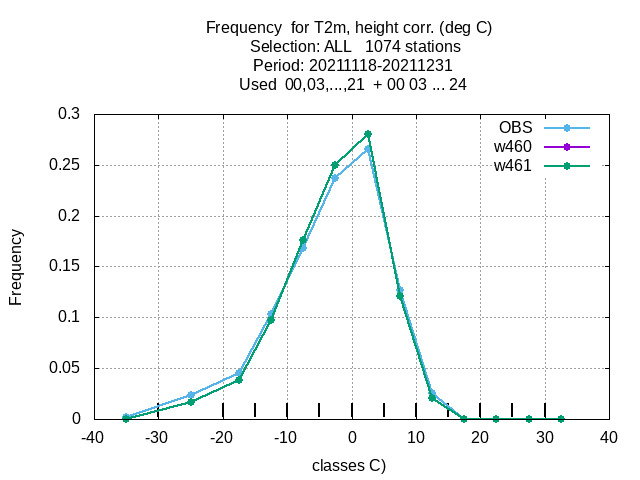 Frequency  for T2m, height corr. (deg C)
Selection: ALL   1074 stations
Period: 20211118-20211231
Used  00,03,...,21  + 00 03 ... 24
0.3
0.25
0.2
0.15
0.1
0.05
0
Frequency
OBS
w460
w461
-40 -30 -20 -10 0 10 20 30 40
classes C)